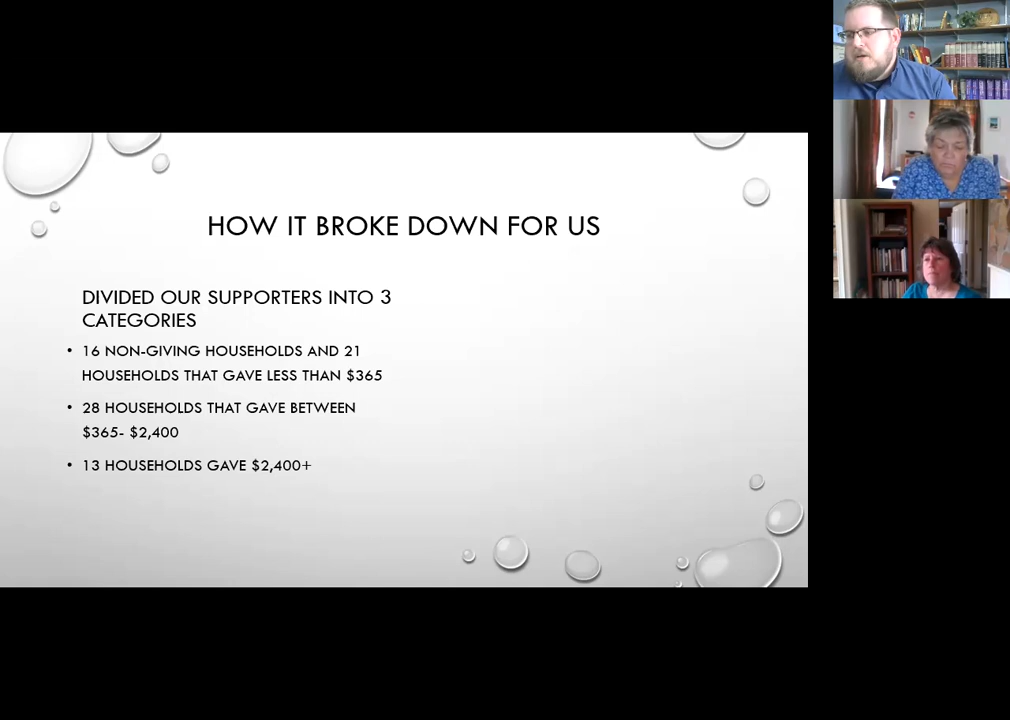 HOW IT BROKE DOWN FOR US
DIVIDED OUR SUPPORTERS INTO 3
CATEGORIES
• 16 NON-GIVING HOUSEHOLDS AND 21
HOUSEHOLDS THAT GAVE LESS THAN $365
• 28 HOUSEHOLDS THAT GAVE BETWEEN
$365- $2,400
• 13 HOUSEHOLDS GAVE $2,400+